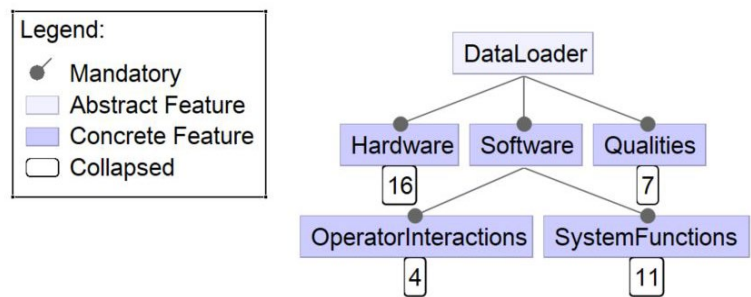 Legend:
Mandatory
Abstract Feature
Concrete Feature
Collapsed
DataLoader
Hardware Software Qualities
16 7
OperatorInteractions SystemFunctions
4 11